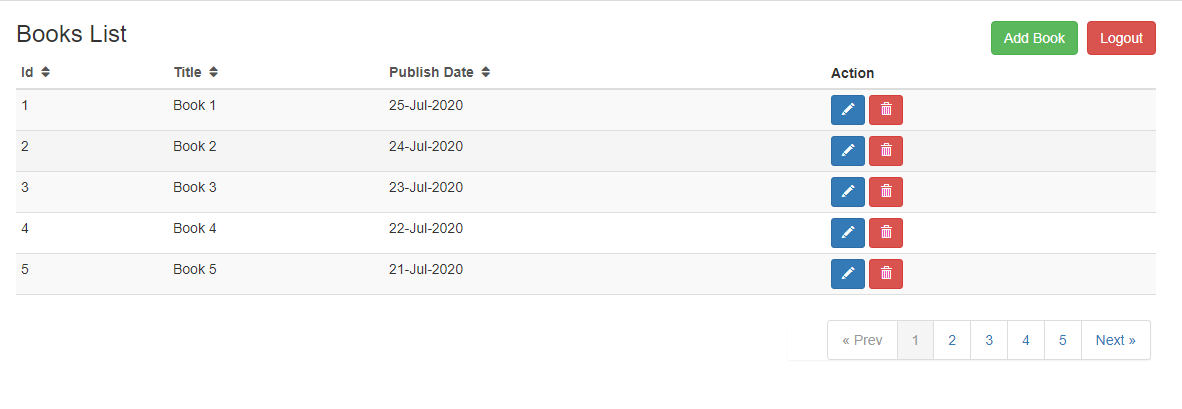 Books List Add Book Logout
Id Title Publish Date Action
1 Book 1 25-Jul-2020
2 Book 2 24-Jul-2020
3 Book 3 23-Jul-2020
4 Book 4 22-Jul-2020
5 Book 5 21-Jul-2020
« Prev 1 2 3 4 5 Next »